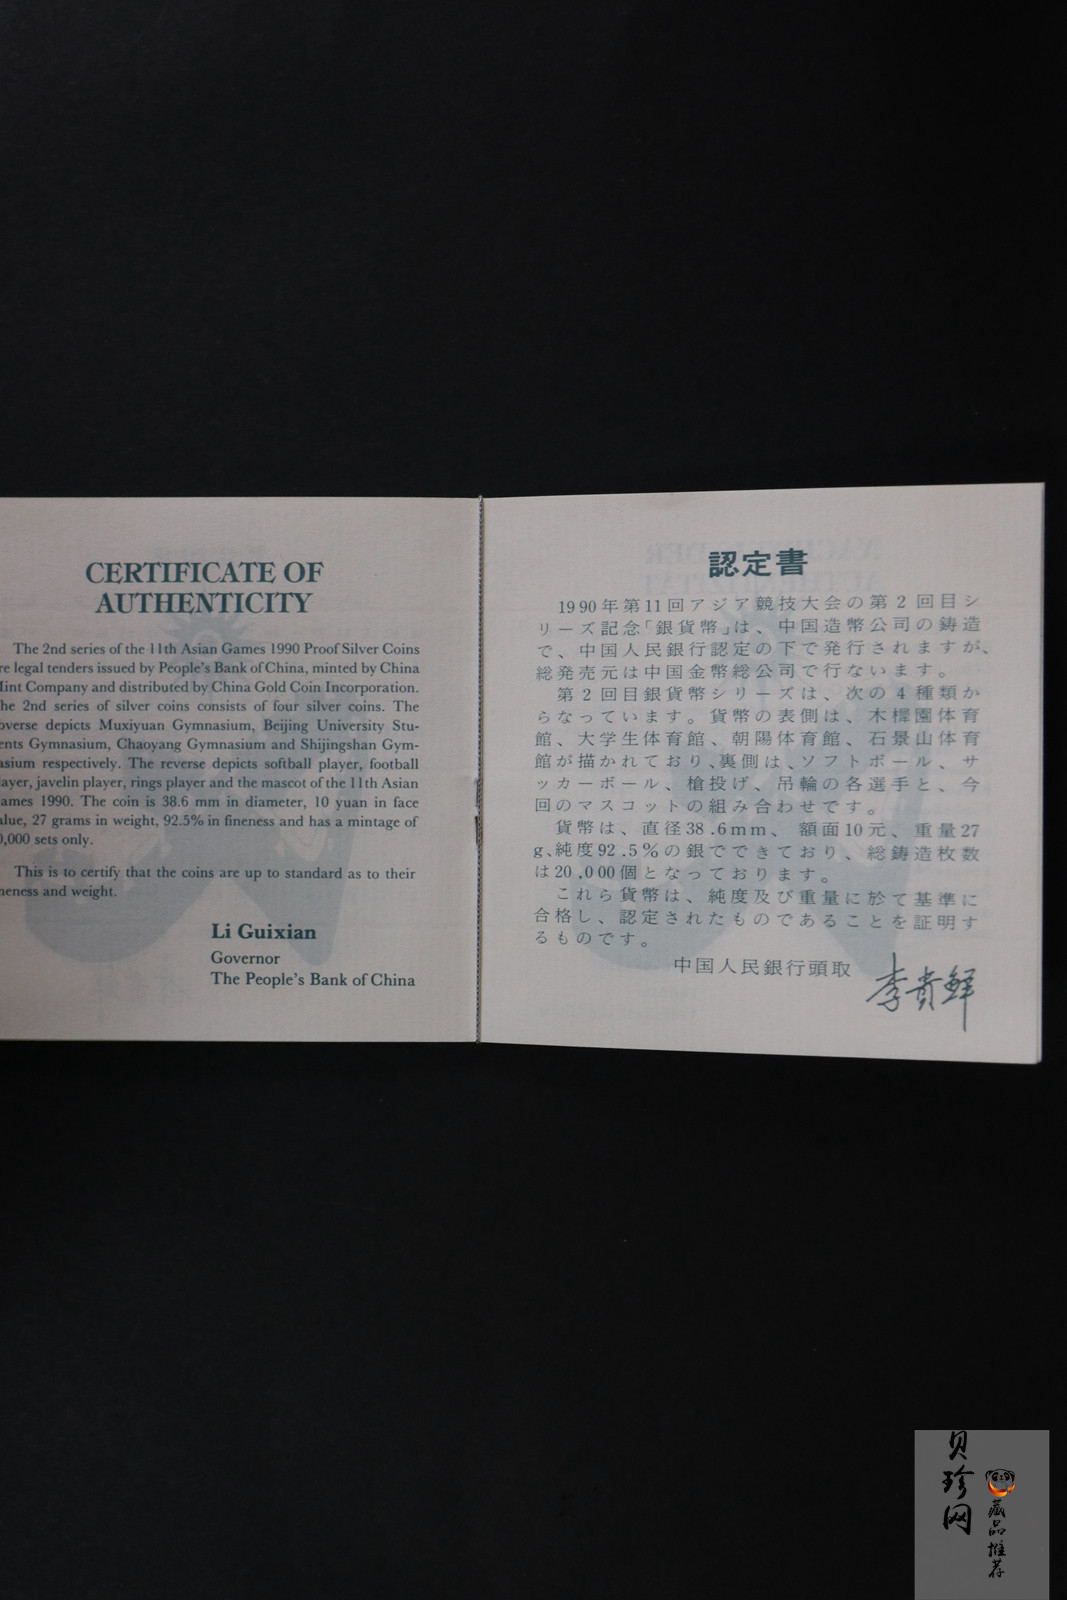 CERTIFICATE OF
AUTHENTICITY
The 2nd series of the 11th Asian Games 1990 Proof Silver Coins
legal tenders issued by People's Bank of China, minted by China
Company and distributed by China Gold Coin Incorporation.
2nd series of silver coins consists of four silver coins. The
depicts Muxiyuan Gymnasium, Beijing University Stu-
Gymnasium, Chaoyang Gymnasium and Shijingshan Gym-
respectively. The reverse depicts softball player, football
javelin player, rings player and the mascot of the 11th Asian
1990. The coin is 38.6 mm in diameter, 10 yuan in face
27 grams in weight, 92.5% in fineness and has a mintage of
sets only.
This is to certify that the coins are up to standard as to their
and weight.
Li Guixian
Governor
The People's Bank of China
認定書
1990年第11回アジア競技大会の第2回目シ
リーズ記念「銀貨幣」は、中国造幣公司の鋳造
で、中国人民銀行認定の下で発行されますが、
総発売元は中国金幣総公司で行ないます。
第2回目銀貨幣シリーズは、次の4種類か
らなっています。貨幣の表側は、木樨園体育
館、大学生体育館、朝陽体育館、石景山体育
館が描かれており、裏側は、ソフトボール、サ
ッカーボール、槍投げ、吊輪の各選手と、今
回のマスコットの組み合わせです。
貨幣は、直径38.6mm、額面10元、重量27
g、純度92.5%の銀でできており、総鋳造枚数
は20,000個となっております。
これら貨幣は、純度及び重量に於て基準に
合格し、認定されたものであることを証明す
るものです。
中国人民銀行頭取 李贵鲜
贝珍网
藏品推荐